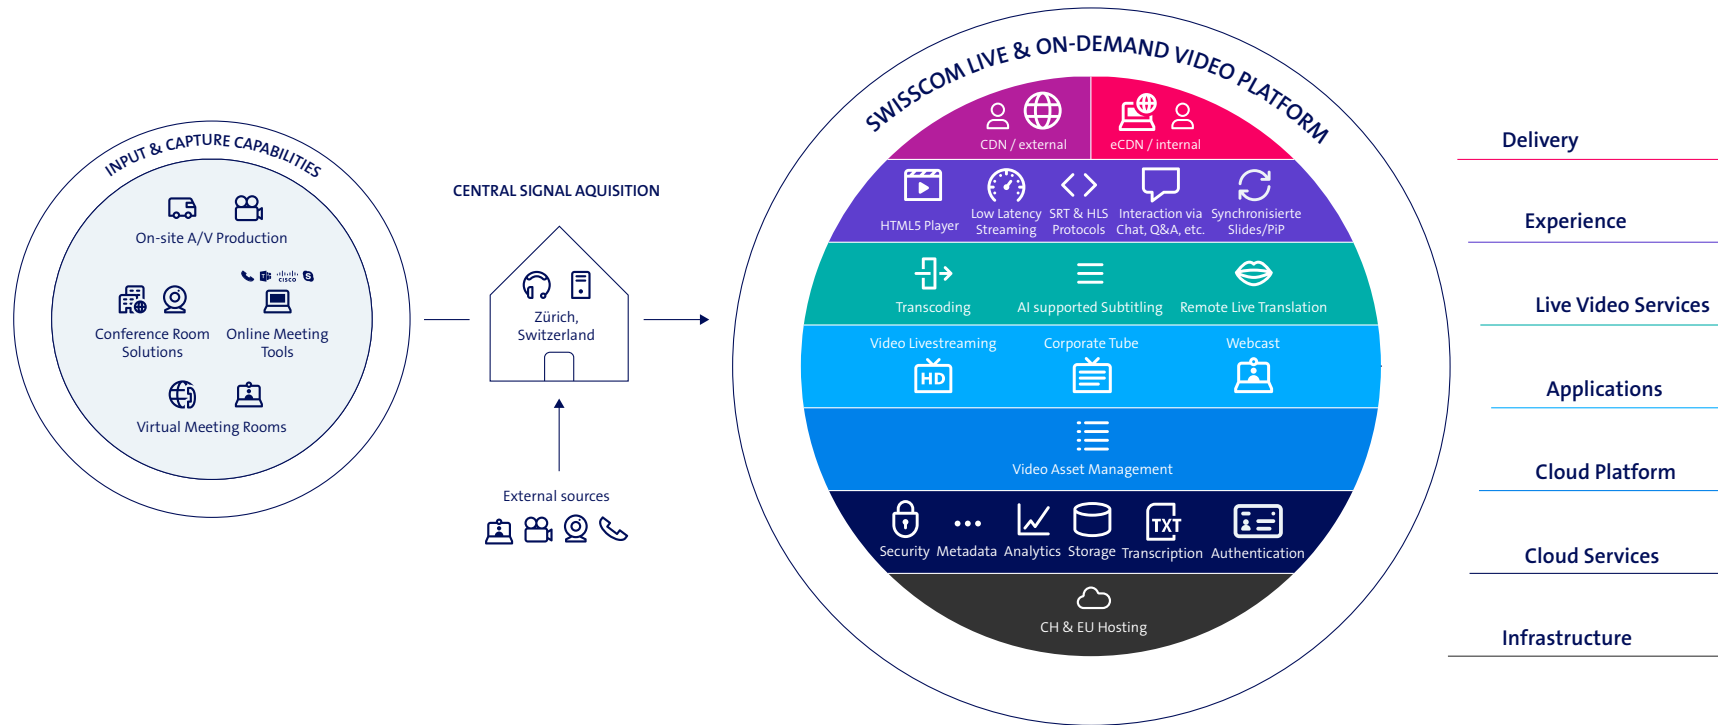 INPUT & CAPTURE CAPABILITIES
On-site A/V Production
CISCO
Conference Room
Solutions
Online Meeting
Tools
Virtual Meeting Rooms
CENTRAL SIGNAL AQUISITION
Zürich,
Switzerland
External sources
SWISSCOM LIVE & ON-DEMAND VIDEO PLATFORM
CDN / external
eCDN / internal
HTML5 Player
Low Latency
Streaming
SRT & HLS
Protocols
Interaction via
Chat, Q&A, etc.
Synchronisierte
Slides/PiP
Transcoding
AI supported Subtitling
Remote Live Translation
Video Livestreaming
Corporate Tube
Webcast
HD
Video Asset Management
TXT
Security
Metadata
Analytics
Storage
Transcription
Authentication
CH & EU Hosting
Delivery
Experience
Live Video Services
Applications
Cloud Platform
Cloud Services
Infrastructure